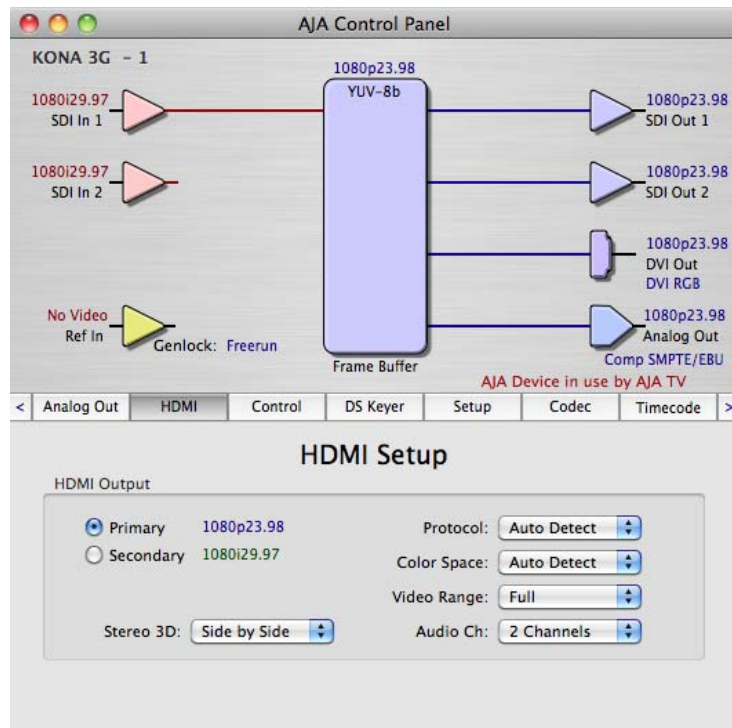 AJA Control Panel
KONA 3G - 1
1080p23.98
YUV-8b
1080i29.97
SDI In 1
1080p23.98
SDI Out 1
1080i29.97
SDI In 2
1080p23.98
SDI Out 2
1080p23.98
DVI Out
DVI RGB
No Video
Ref In
Genlock: Freerun
1080p23.98
Analog Out
Comp SMPTE/EBU
Frame Buffer
AJA Device in use by AJA TV
< Analog Out HDMI Control DS Keyer Setup Codec Timecode >
HDMI Setup
HDMI Output
Primary 1080p23.98 Protocol: Auto Detect
Secondary 1080i29.97 Color Space: Auto Detect
Video Range: Full
Stereo 3D: Side by Side Audio Ch: 2 Channels